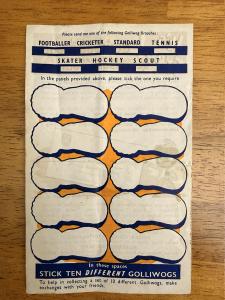 Please send me one of the following Golliwog Brooches:
FOOTBALLER CRICKETER STANDARD TENNIS
SKATER HOCKEY SCOUT
In the panels provided above, please tick the one you require
In these spaces
STICK TEN DIFFERENT GOLLIWOGS
To help in collecting a set of 10 different Golliwogs, make
exchanges with your friends.